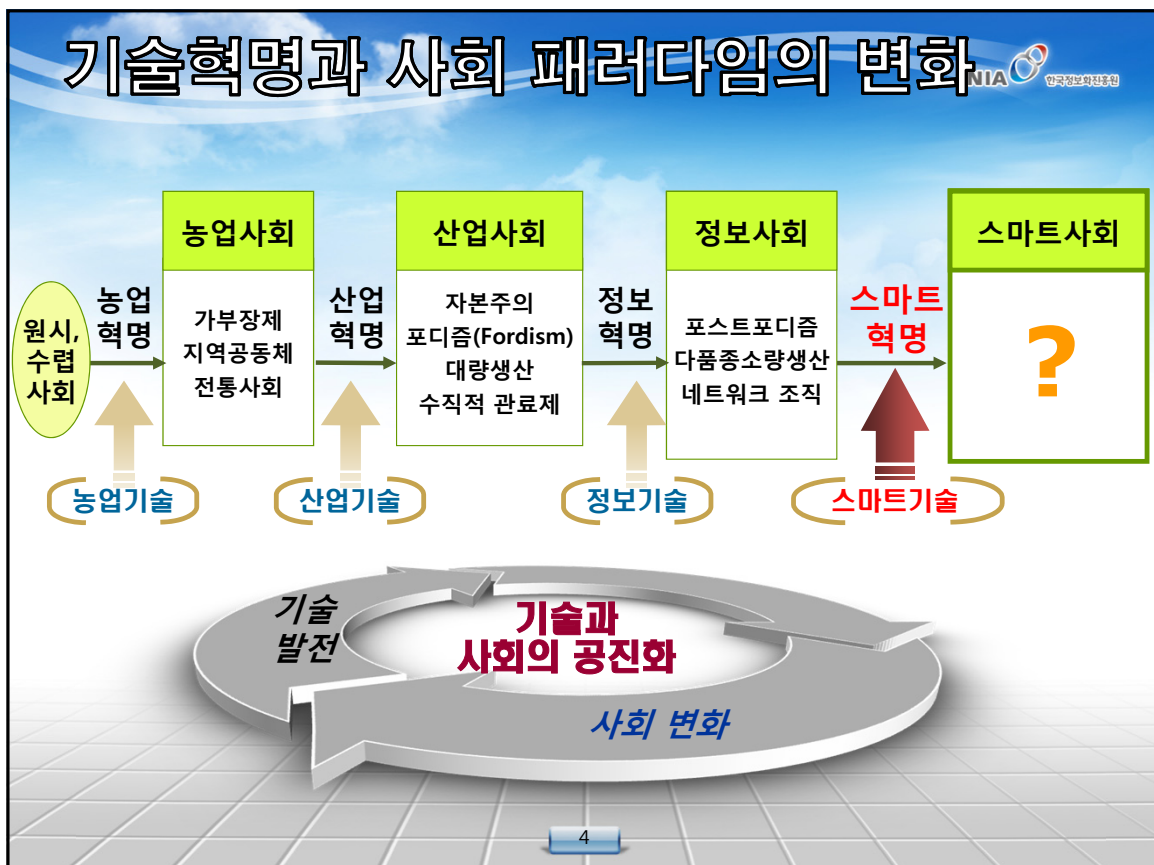 기술혁명과 사회 패러다임의 변화
NIA 한국정보화진흥원
원시,
수렵
사회
농업
혁명
농업사회
가부장제
지역공동체
전통사회
산업
혁명
산업사회
자본주의
포디즘(Fordism)
대량생산
수직적 관료제
정보
혁명
정보사회
포스트포디즘
다품종소량생산
네트워크 조직
스마트
혁명
스마트사회
?
농업기술
산업기술
정보기술
스마트기술
기술
발전
기술과
사회의 공진화
사회 변화
4